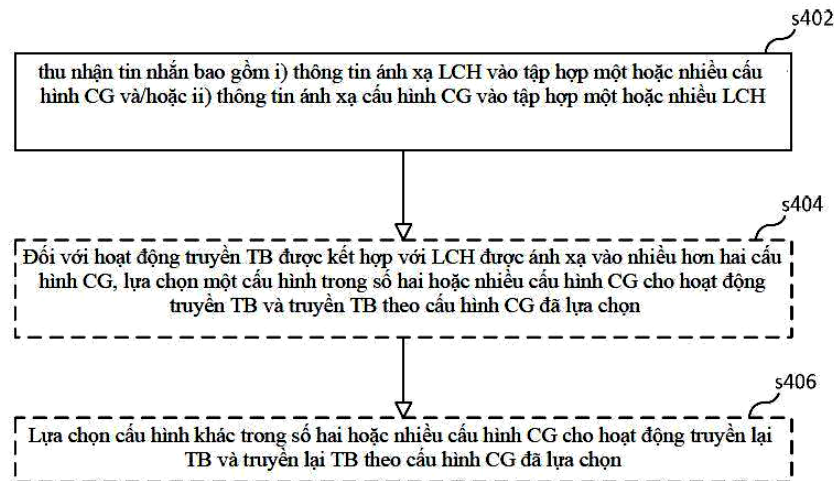 s402
thu nhận tin nhắn bao gồm i) thông tin ánh xạ LCH vào tập hợp một hoặc nhiều cấu
hình CG và/hoặc ii) thông tin ánh xạ cấu hình CG vào tập hợp một hoặc nhiều LCH
s404
Đối với hoạt động truyền TB được kết hợp với LCH được ánh xạ vào nhiều hơn hai cấu
hình CG, lựa chọn một cấu hình trong số hai hoặc nhiều cấu hình CG cho hoạt động
truyền TB và truyền TB theo cấu hình CG đã lựa chọn
s406
Lựa chọn cấu hình khác trong số hai hoặc nhiều cấu hình CG cho hoạt động truyền lại
TB và truyền lại TB theo cấu hình CG đã lựa chọn